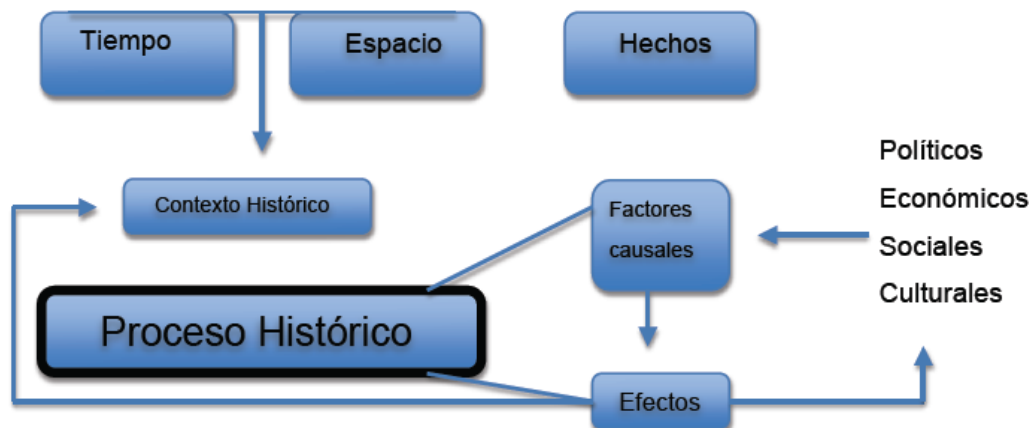 Tiempo
Espacio
Hechos
Políticos
Económicos
Sociales
Culturales
Contexto Histórico
Factores
causales
Proceso Histórico
Efectos